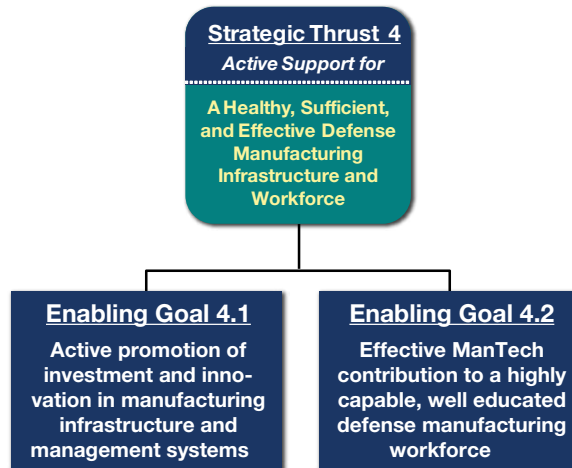 Strategic Thrust 4
Active Support for
A Healthy, Sufficient,
and Effective Defense
Manufacturing
Infrastructure and
Workforce
Enabling Goal 4.1
Active promotion of
investment and inno-
vation in manufacturing
infrastructure and
management systems
Enabling Goal 4.2
Effective ManTech
contribution to a highly
capable, well educated
defense manufacturing
workforce